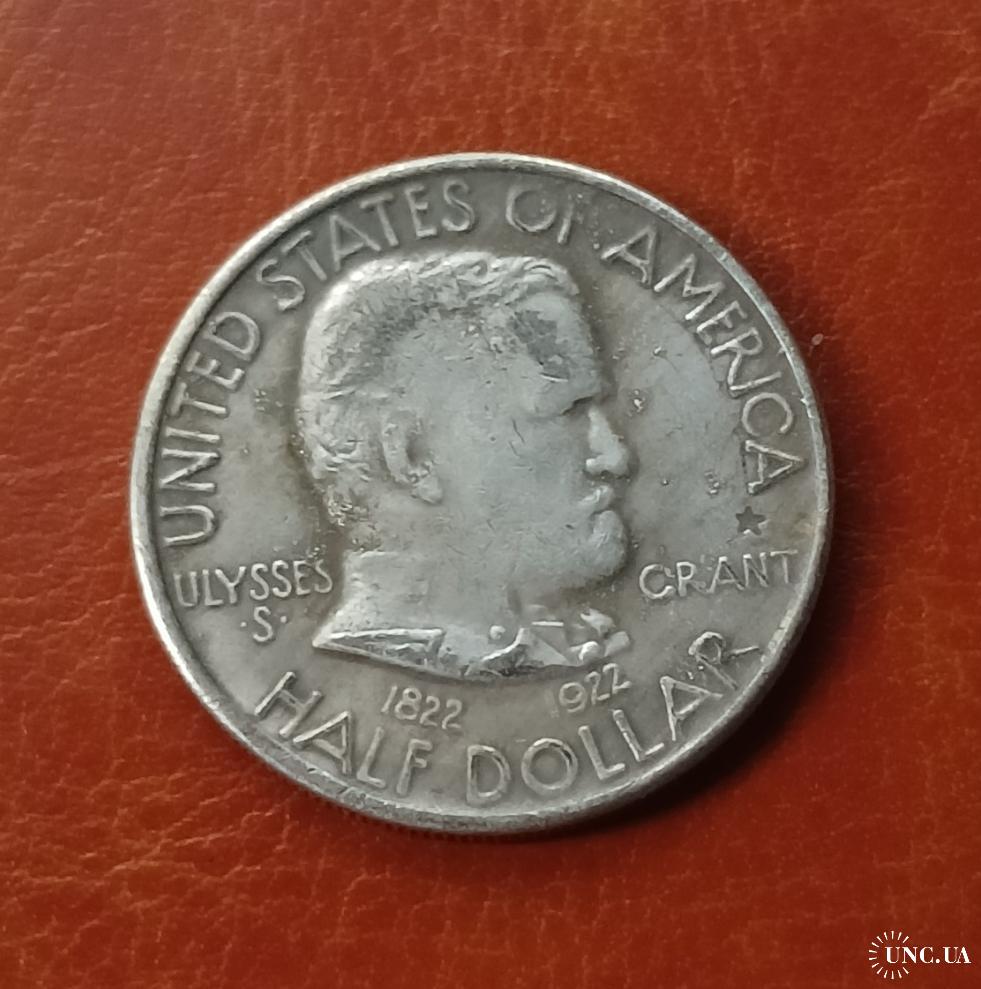 UNITED STATES OF AMERICA
ULYSSES
·S·
GRANT
1822 1922
HALF DOLLAR
UNC.UA